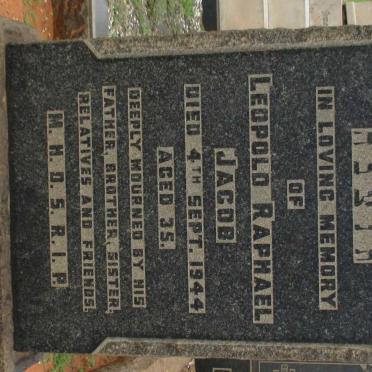 IN LOVING MEMORY
OF
LEOPOLD RAPHAEL
JACOB
DIED 4TH SEPT. 1944
AGED 35.
DEEPLY MOURNED BY HIS
FATHER, BROTHER, SISTER,
RELATIVES AND FRIENDS.
M.H.D.S.R.I.P.